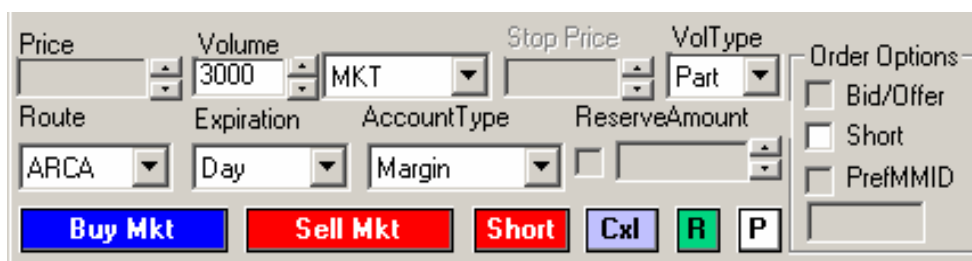 Price Volume Stop Price VolType
3000 MKT Part
Order Options
Bid/Offer
Short
PrefMMID
Route Expiration AccountType ReserveAmount
ARCA Day Margin
Buy Mkt Sell Mkt Short Cxl R P